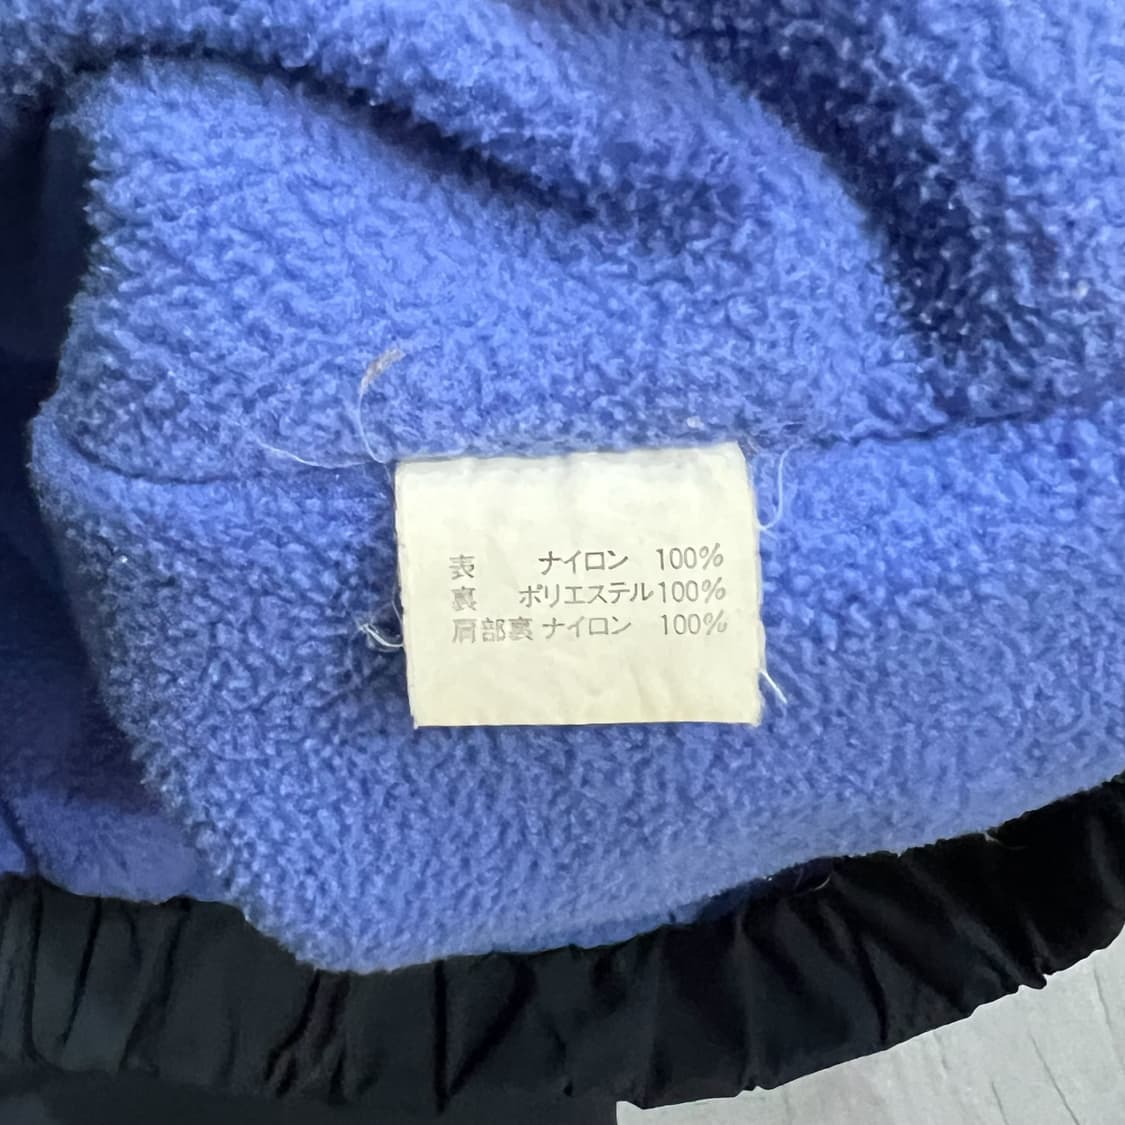 表 ナイロン 100%
裏 ポリエステル100%
肩部裏 ナイロン 100%